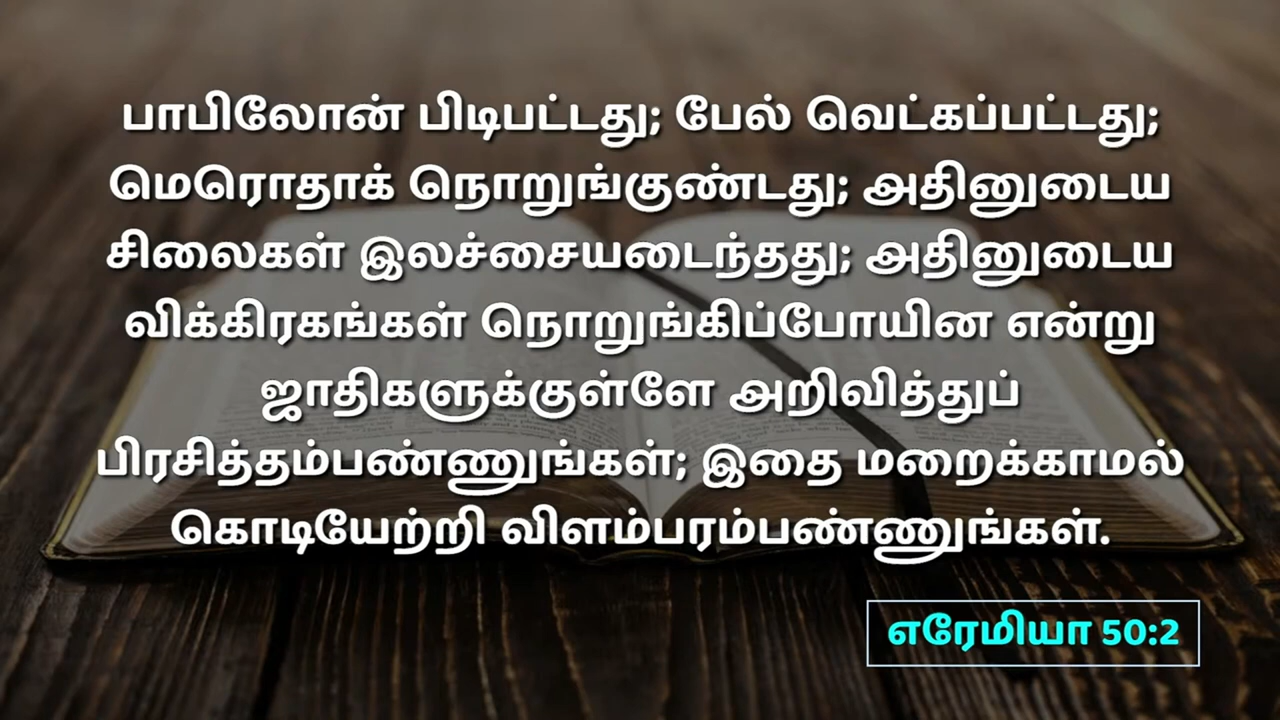 பாபிலோன் பிடிபட்டது; பேல் வெட்கப்பட்டது;
மெரொதாக் நொறுங்குண்டது; அதினுடைய
சிலைகள் இலச்சையடைந்தது; அதினுடைய
விக்கிரகங்கள் நொறுங்கிப்போயின என்று
ஜாதிகளுக்குள்ளே அறிவித்துப்
பிரசித்தம்பண்ணுங்கள்; இதை மறைக்காமல்
கொடியேற்றி விளம்பரம்பண்ணுங்கள்.
எரேமியா 50:2